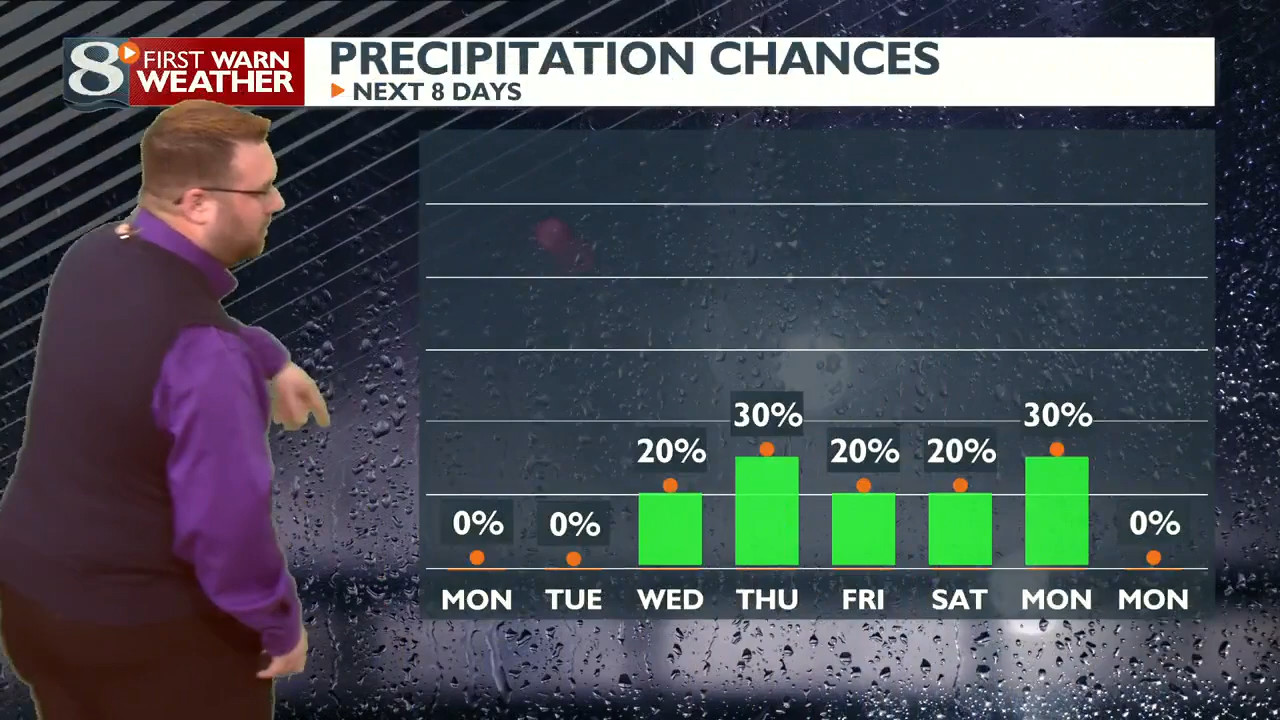 8 FIRST WARN
WEATHER
PRECIPITATION CHANCES
NEXT 8 DAYS
0% 0% 20% 30% 20% 20% 30% 0%
MON TUE WED THU FRI SAT MON MON